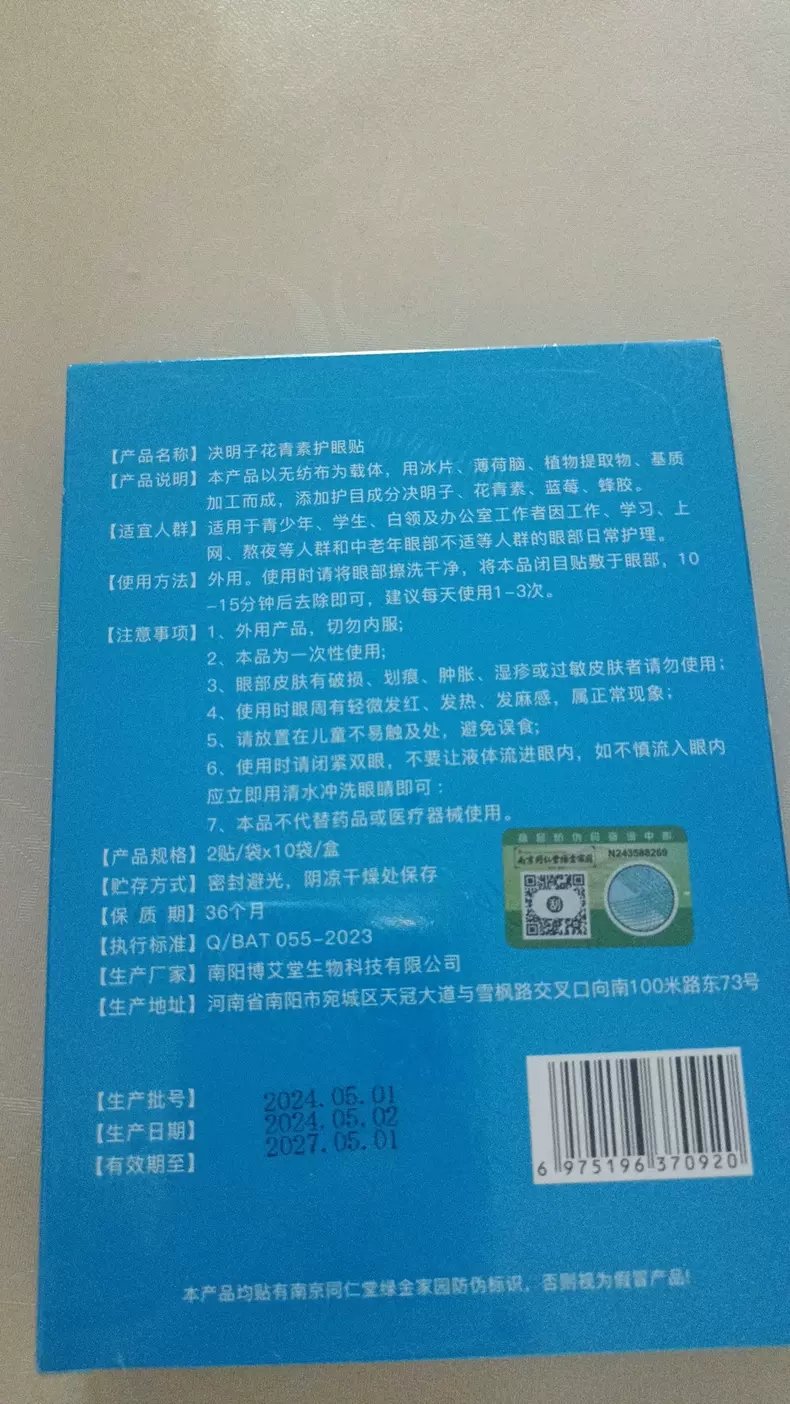 【产品名称】决明子花青素护眼贴
【产品说明】本产品以无纺布为载体，用冰片、薄荷脑、植物提取物、基质
加工而成，添加护目成分决明子、花青素、蓝莓、蜂胶。
【适宜人群】适用于青少年、学生、白领及办公室工作者因工作、学习、上
网、熬夜等人群和中老年眼部不适等人群的眼部日常护理。
【使用方法】外用。使用时请将眼部擦洗干净，将本品闭目贴敷于眼部，10
-15分钟后去除即可，建议每天使用1-3次。
【注意事项】1、外用产品，切勿内服；
2、本品为一次性使用；
3、眼部皮肤有破损、划痕、肿胀、湿疹或过敏皮肤者请勿使用；
4、使用时眼周有轻微发红、发热、发麻感，属正常现象；
5、请放置在儿童不易触及处，避免误食；
6、使用时请闭紧双眼，不要让液体流进眼内，如不慎流入眼内
应立即用清水冲洗眼睛即可：
7、本品不代替药品或医疗器械使用。
【产品规格】2贴/袋x10袋/盒
【贮存方式】密封避光，阴凉干燥处保存
【保 质 期】36个月
【执行标准】Q/BAT 055-2023
【生产厂家】南阳博艾堂生物科技有限公司
【生产地址】河南省南阳市宛城区天冠大道与雪枫路交叉口向南100米路东73号
南京同仁堂绿金家园
N243588269
刮
【生产批号】2024.05.01
【生产日期】2024.05.02
【有效期至】2027.05.01
6 975196 370920
本产品均贴有南京同仁堂绿金家园防伪标识，否则视为假冒产品！